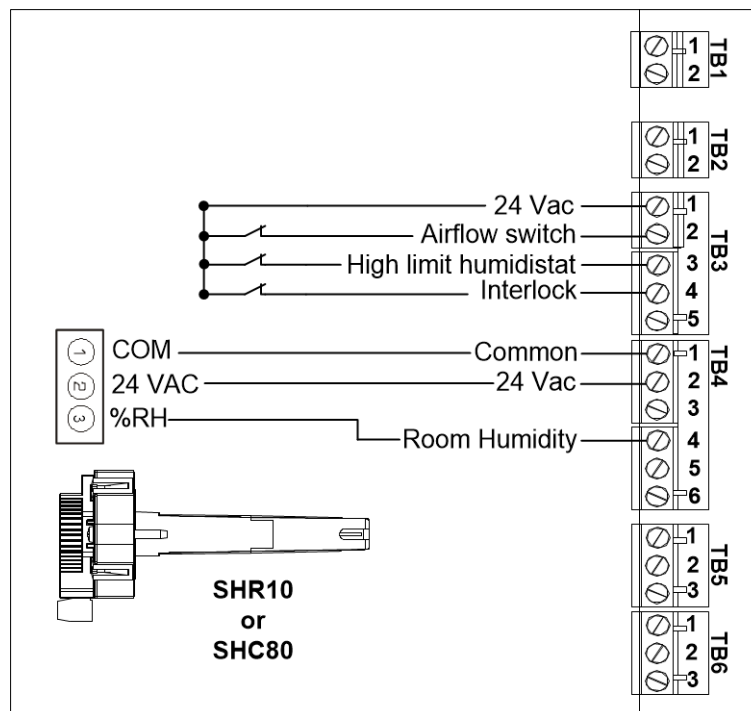 1
2
TB1
1
2
TB2
24 Vac 1
Airflow switch 2
High limit humidistat 3
Interlock 4
5
TB3
1 COM Common 1
2 24 VAC 24 Vac 2
3 %RH 3
Room Humidity 4
5
6
TB4
SHR10
or
SHC80
1
2
3
TB5
1
2
3
TB6